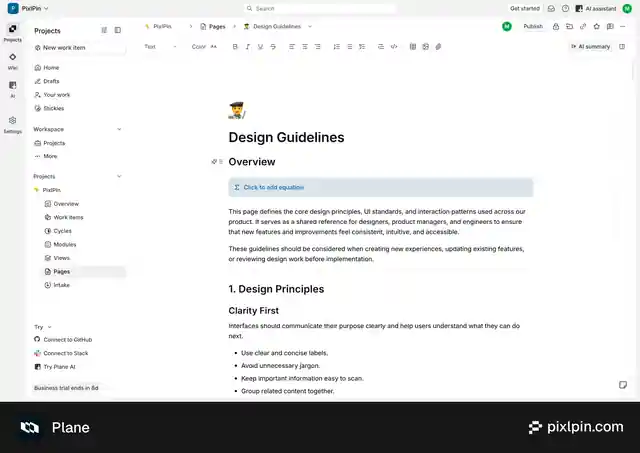 P PixlPin
Search
Get started
AI assistant
M
Projects
Wiki
AI
Settings
Projects
New work item
Home
Drafts
Your work
Stickies
Workspace
Projects
More
Projects
PixlPin
Overview
Work items
Cycles
Modules
Views
Pages
Intake
Try
Connect to GitHub
Connect to Slack
Try Plane AI
Business trial ends in 8d
PixlPin > Pages > Design Guidelines
M Publish
Text Color AA B I U S
AI summary
Design Guidelines
Overview
Click to add equation
This page defines the core design principles, UI standards, and interaction patterns used across our
product. It serves as a shared reference for designers, product managers, and engineers to ensure
that new features and improvements feel consistent, intuitive, and accessible.
These guidelines should be considered when creating new experiences, updating existing features,
or reviewing design work before implementation.
1. Design Principles
Clarity First
Interfaces should communicate their purpose clearly and help users understand what they can do
next.
• Use clear and concise labels.
• Avoid unnecessary jargon.
• Keep important information easy to scan.
• Group related content together.
Plane
pixlpin.com